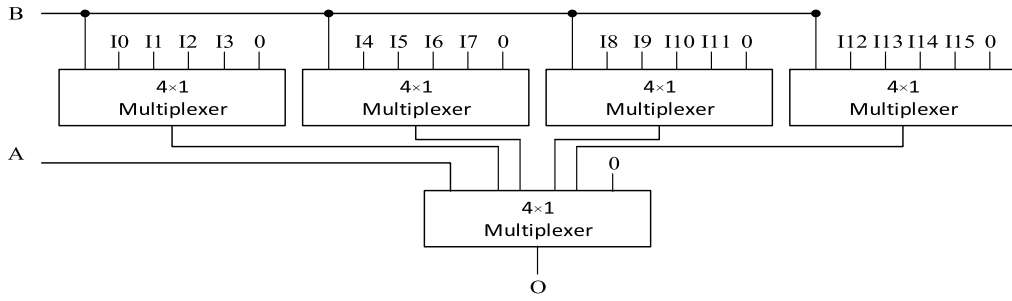 B
I0 I1 I2 I3 0 I4 I5 I6 I7 0 I8 I9 I10 I11 0 I12 I13 I14 I15 0
4×1 4×1 4×1 4×1
Multiplexer Multiplexer Multiplexer Multiplexer
A
0
4×1
Multiplexer
O